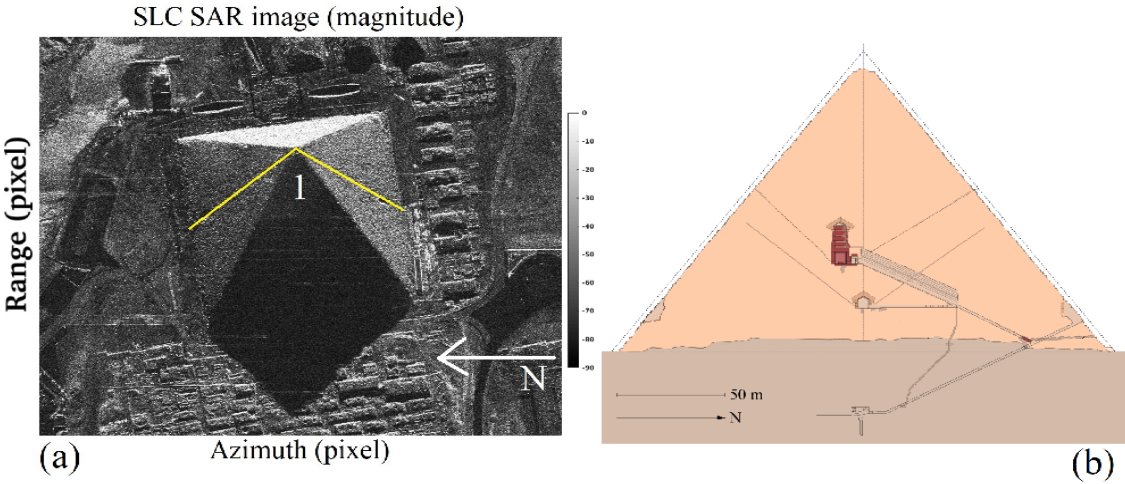 SLC SAR image (magnitude)
Range (pixel)
1
N
0
-10
-20
-30
-40
-50
-60
-70
-80
-90
Azimuth (pixel)
(a)
50 m
N
(b)